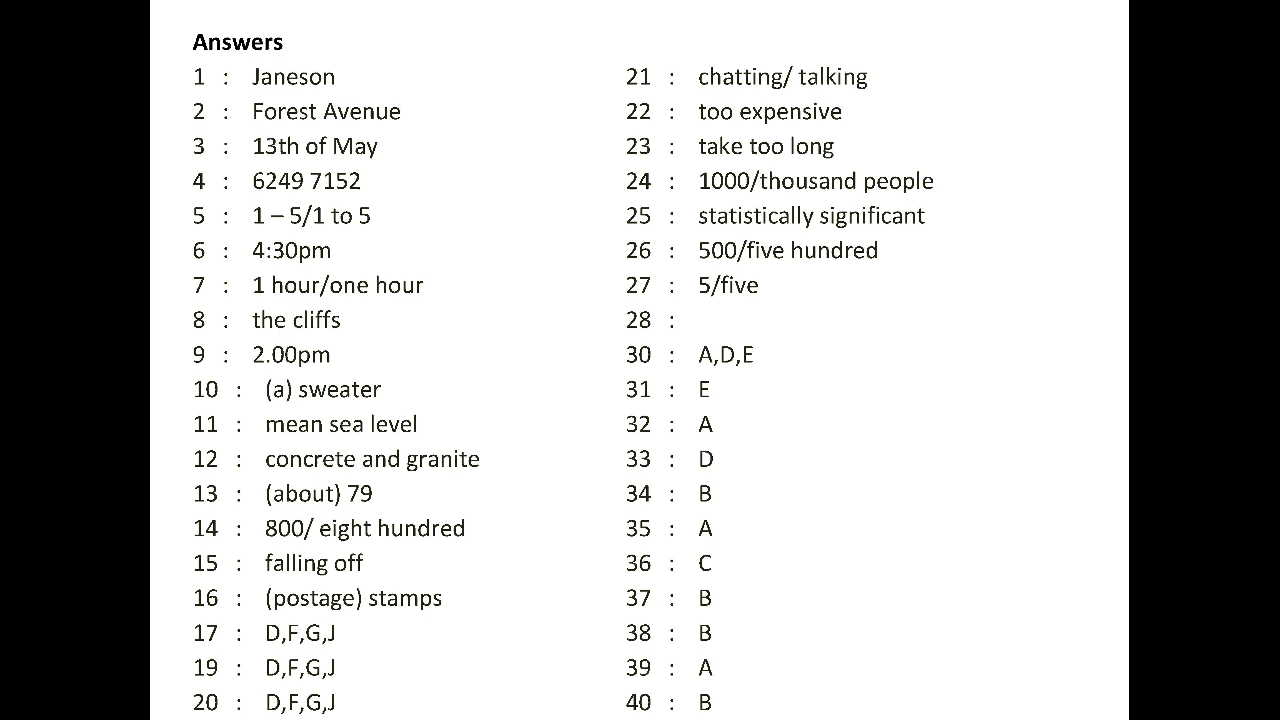 Answers
1 : Janeson
2 : Forest Avenue
3 : 13th of May
4 : 6249 7152
5 : 1 – 5/1 to 5
6 : 4:30pm
7 : 1 hour/one hour
8 : the cliffs
9 : 2.00pm
10 : (a) sweater
11 : mean sea level
12 : concrete and granite
13 : (about) 79
14 : 800/ eight hundred
15 : falling off
16 : (postage) stamps
17 : D,F,G,J
19 : D,F,G,J
20 : D,F,G,J
21 : chatting/ talking
22 : too expensive
23 : take too long
24 : 1000/thousand people
25 : statistically significant
26 : 500/five hundred
27 : 5/five
28 :
30 : A,D,E
31 : E
32 : A
33 : D
34 : B
35 : A
36 : C
37 : B
38 : B
39 : A
40 : B